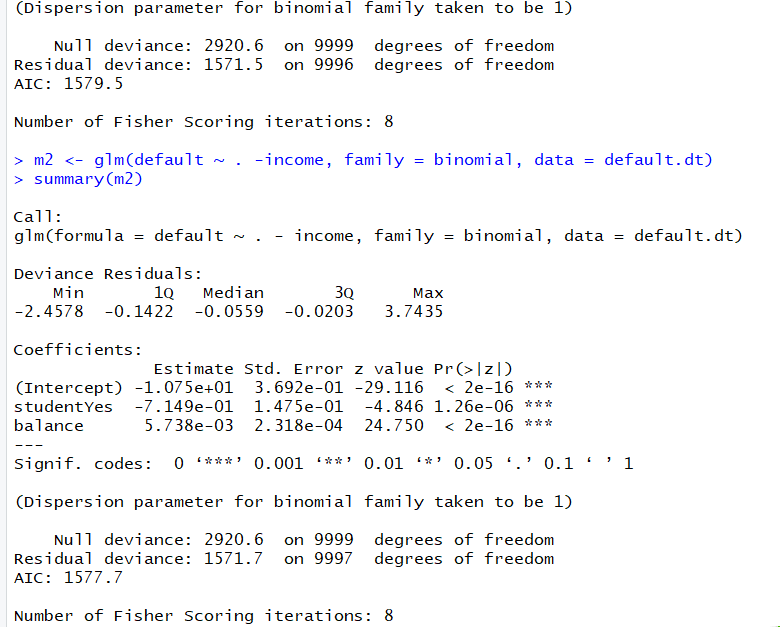 (Dispersion parameter for binomial family taken to be 1)
    Null deviance: 2920.6  on 9999  degrees of freedom
Residual deviance: 1571.5  on 9996  degrees of freedom
AIC: 1579.5
Number of Fisher Scoring iterations: 8
> m2 <- glm(default ~ . -income, family = binomial, data = default.dt)
> summary(m2)
Call:
glm(formula = default ~ . - income, family = binomial, data = default.dt)
Deviance Residuals:
    Min       1Q   Median       3Q      Max
-2.4578  -0.1422  -0.0559  -0.0203   3.7435
Coefficients:
              Estimate Std. Error z value Pr(>|z|)
(Intercept) -1.075e+01  3.692e-01 -29.116  < 2e-16 ***
studentYes  -7.149e-01  1.475e-01  -4.846 1.26e-06 ***
balance      5.738e-03  2.318e-04  24.750  < 2e-16 ***
---
Signif. codes:  0 ‘***’ 0.001 ‘**’ 0.01 ‘*’ 0.05 ‘.’ 0.1 ‘ ’ 1
(Dispersion parameter for binomial family taken to be 1)
    Null deviance: 2920.6  on 9999  degrees of freedom
Residual deviance: 1571.7  on 9997  degrees of freedom
AIC: 1577.7
Number of Fisher Scoring iterations: 8